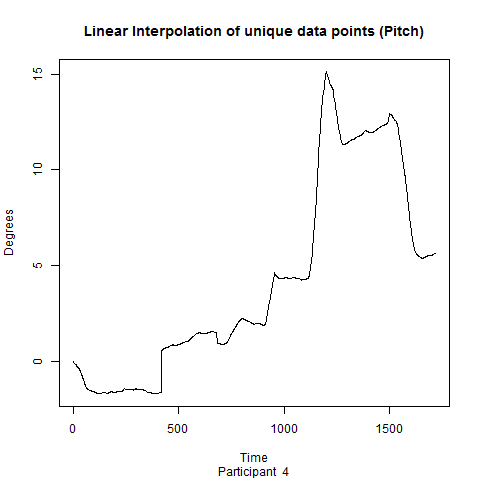 Linear Interpolation of unique data points (Pitch)
15
10
5
0
Degrees
0 500 1000 1500
Time
Participant 4